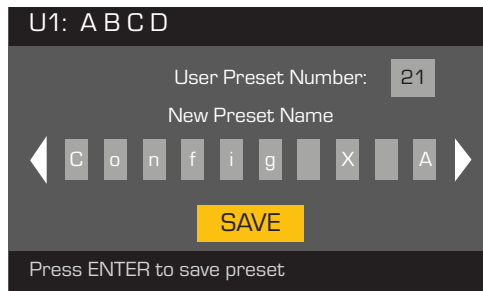 U1: A B C D
User Preset Number: 21
New Preset Name
C o n f i g X A
SAVE
Press ENTER to save preset